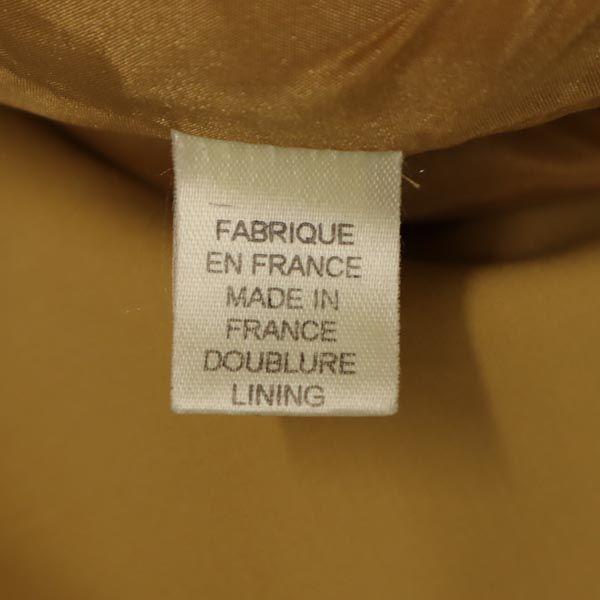 FABRIQUE
EN FRANCE
MADE IN
FRANCE
DOUBLURE
LINING